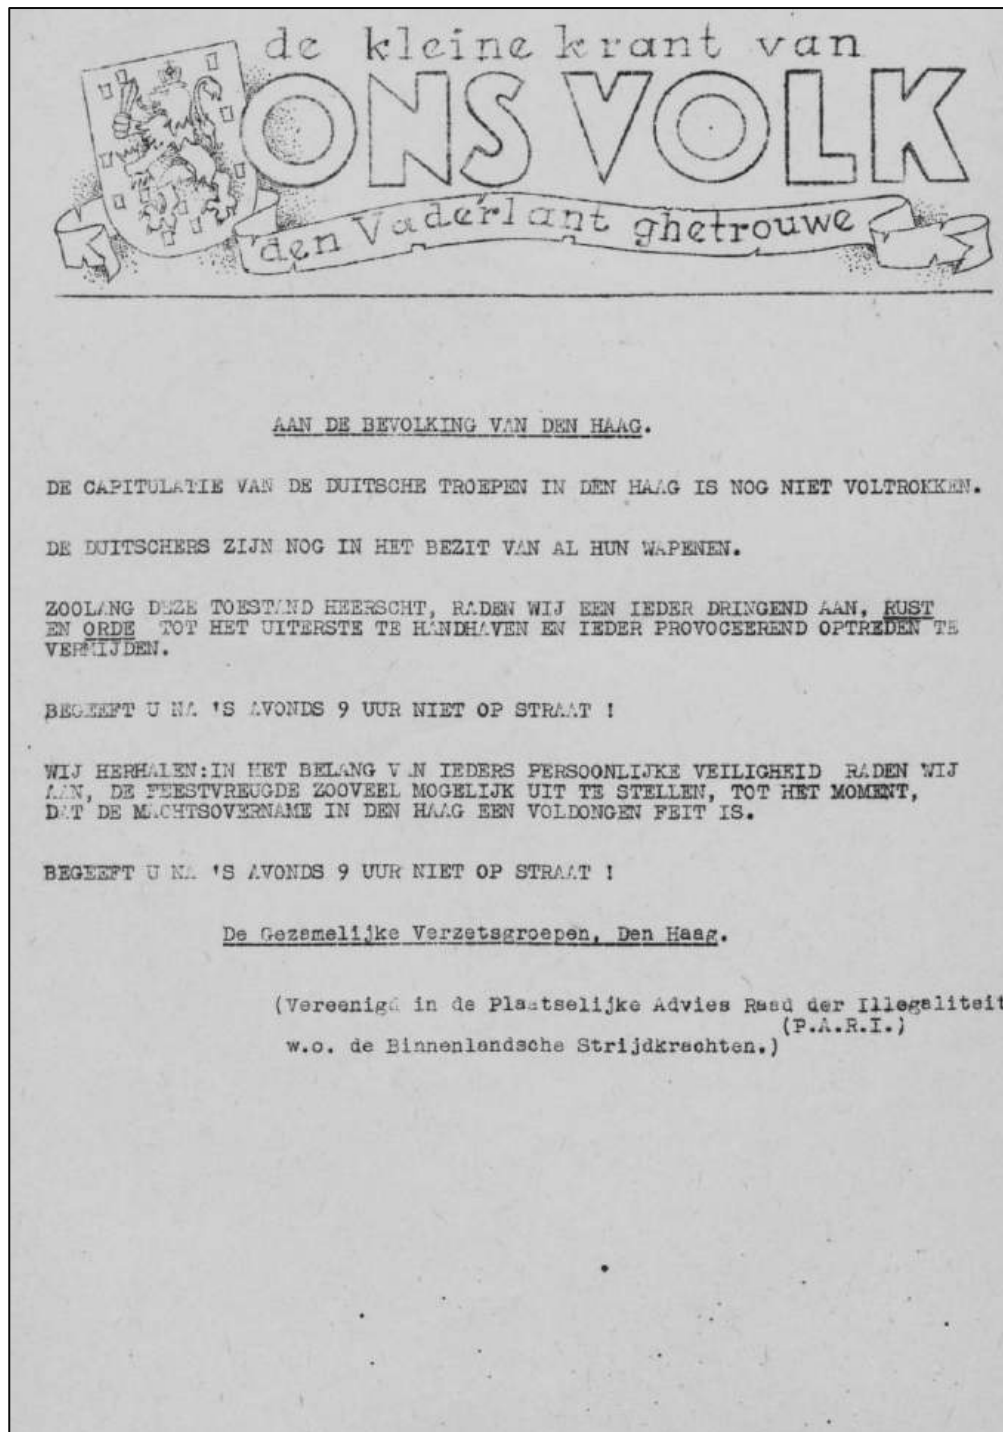 de kleine krant van
ONS VOLK
den Vaderlant ghetrouwe
AAN DE BEVOLKING VAN DEN HAAG.
DE CAPITULATIE VAN DE DUITSCHE TROEPEN IN DEN HAAG IS NOG NIET VOLTROKKEN.
DE DUITSCHERS ZIJN NOG IN HET BEZIT VAN AL HUN WAPENEN.
ZOOLANG DEZE TOESTAND HEERSCHT, RADEN WIJ EEN IEDER DRINGEND AAN, RUST
EN ORDE TOT HET UITERSTE TE HANDHAVEN EN IEDER PROVOCEEREND OPTREDEN TE
VERMIJDEN.
BEGEEFT U NA 'S AVONDS 9 UUR NIET OP STRAAT !
WIJ HERHALEN:IN HET BELANG VAN IEDERS PERSOONLIJKE VEILIGHEID RADEN WIJ
AAN, DE FEESTVREUGDE ZOOVEEL MOGELIJK UIT TE STELLEN, TOT HET MOMENT,
DAT DE MACHTSOVERNAME IN DEN HAAG EEN VOLDONGEN FEIT IS.
BEGEEFT U NA 'S AVONDS 9 UUR NIET OP STRAAT !
De Gezamelijke Verzetsgroepen, Den Haag.
(Vereenigd in de Plaatselijke Advies Raad der Illegaliteit
(P.A.R.I.)
w.o. de Binnenlandsche Strijdkrachten.)